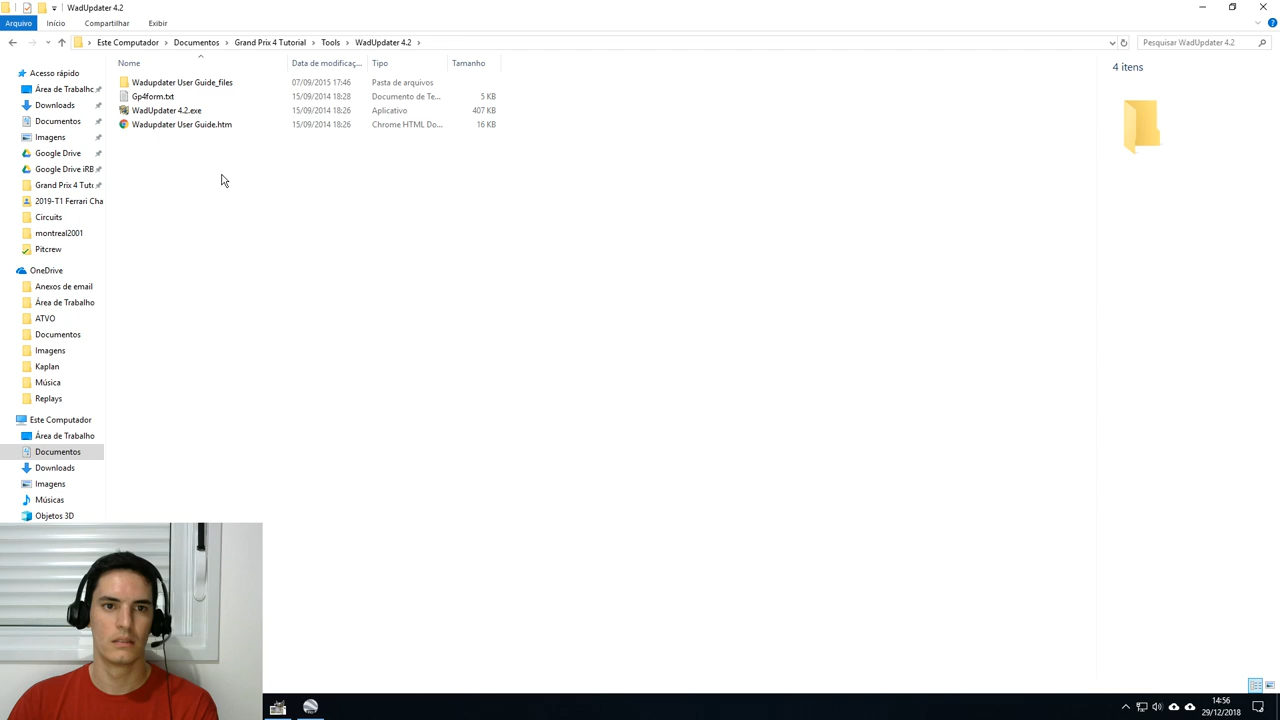 WadUpdater 4.2
Arquivo Início Compartilhar Exibir
Este Computador Documentos Grand Prix 4 Tutorial Tools WadUpdater 4.2
Pesquisar WadUpdater 4.2
Nome Data de modificaç... Tipo Tamanho
Wadupdater User Guide_files 07/09/2015 17:46 Pasta de arquivos
Gp4form.txt 15/09/2014 18:28 Documento de Te... 5 KB
WadUpdater 4.2.exe 15/09/2014 18:26 Aplicativo 407 KB
Wadupdater User Guide.htm 15/09/2014 18:26 Chrome HTML Do... 16 KB
4 itens
Acesso rápido
Área de Trabalho
Downloads
Documentos
Imagens
Google Drive
Google Drive iRB
Grand Prix 4 Tuto
2019-T1 Ferrari Cha
Circuits
montreal2001
Pitcrew
OneDrive
Anexos de email
Área de Trabalho
ATVO
Documentos
Imagens
Kaplan
Música
Replays
Este Computador
Área de Trabalho
Documentos
Downloads
Imagens
Músicas
Objetos 3D
14:56
29/12/2018